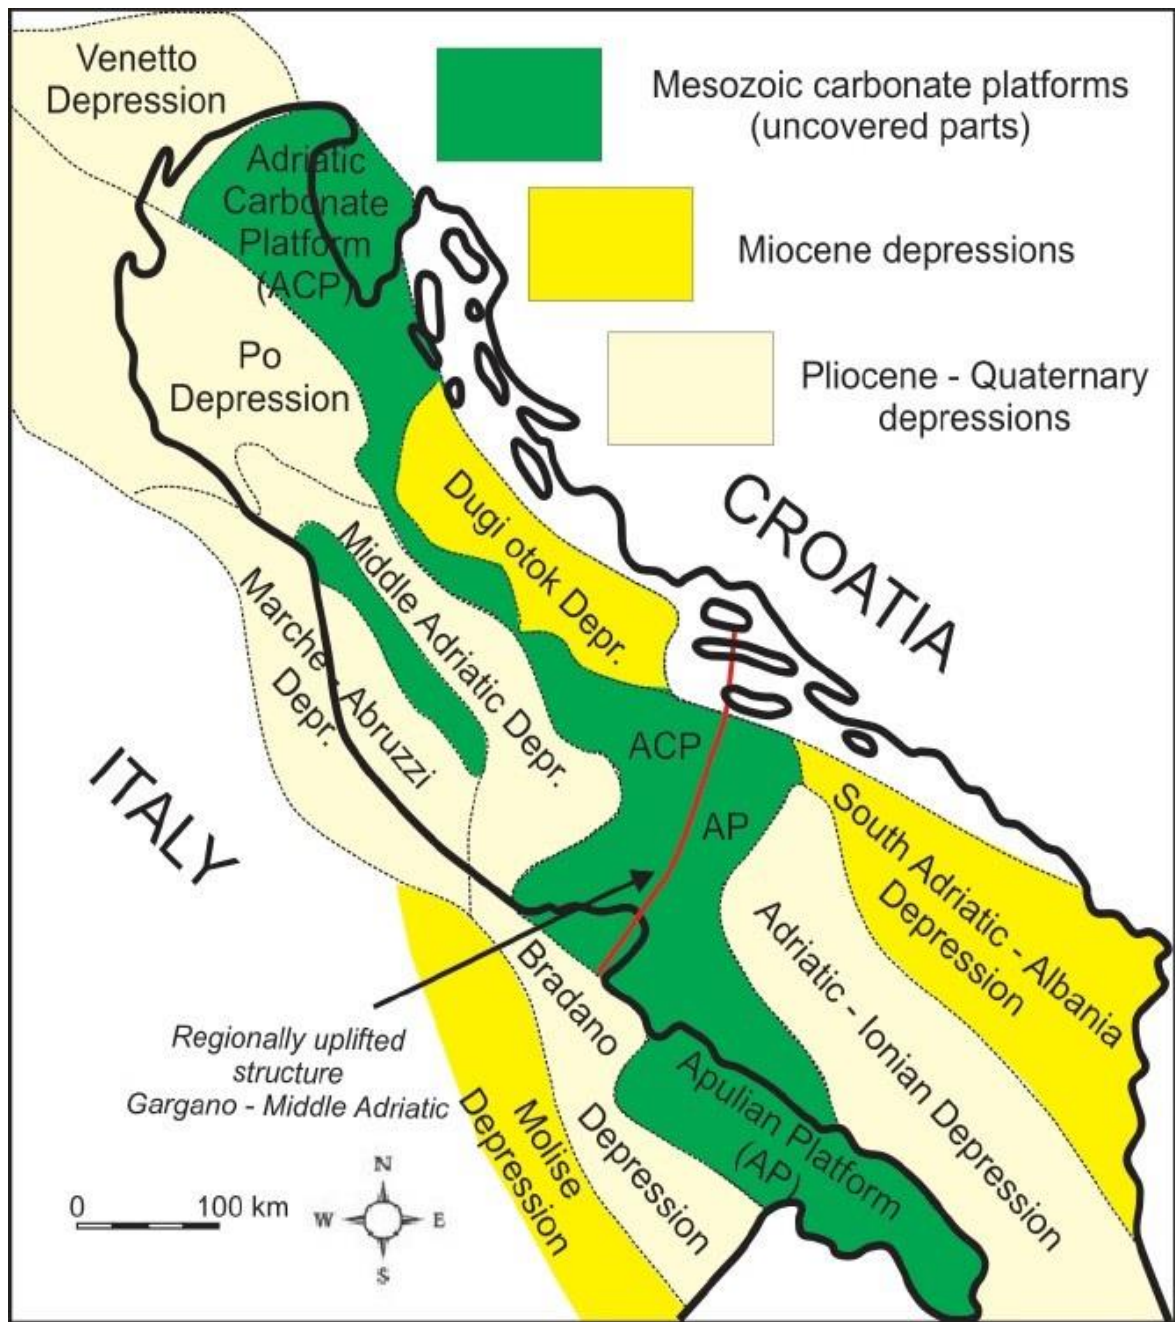 Venetto
Depression
Mesozoic carbonate platforms
(uncovered parts)
Adriatic
Carbonate
Platform
(ACP)
Miocene depressions
Po
Depression
Pliocene - Quaternary
depressions
Dugi otok Depr.
CROATIA
Middle Adriatic Depr.
Marche - Abruzzi
Depr.
ITALY
ACP
AP
South Adriatic - Albania
Depression
Adriatic - Ionian Depression
Bradano
Depression
Regionally uplifted
structure
Gargano - Middle Adriatic
Molise
Depression
Apulian Platform
(AP)
0 100 km
N
W E
S